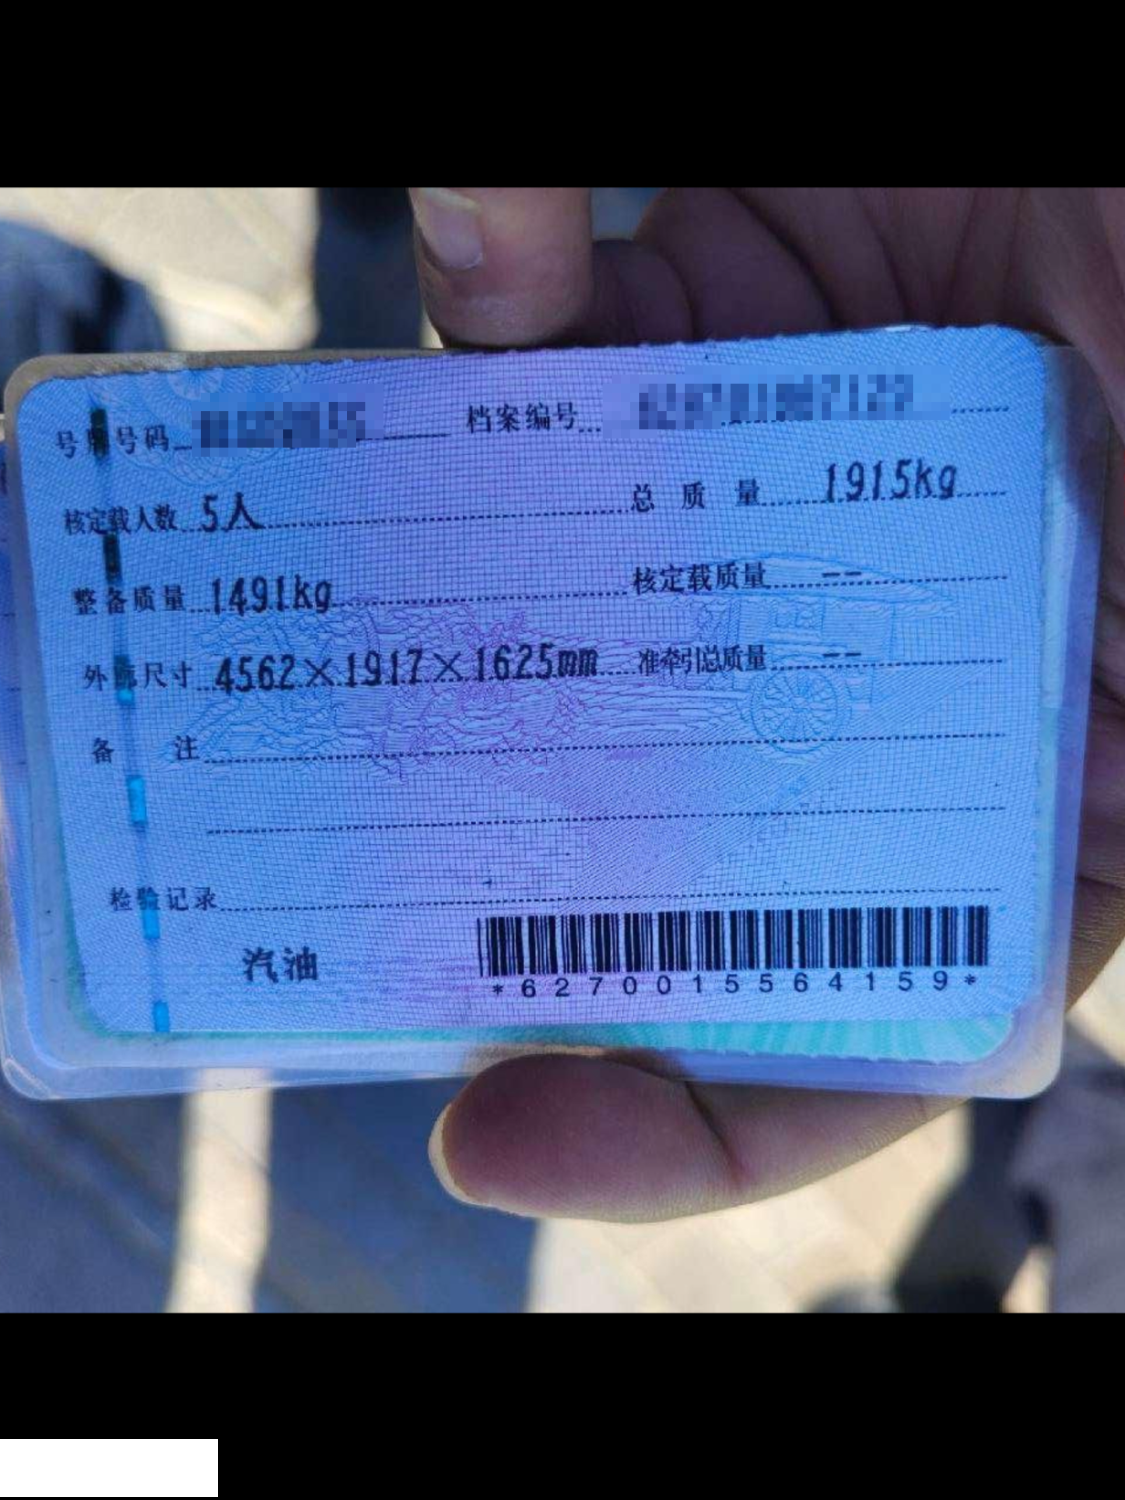 号牌号码 档案编号
核定载人数 5人 总质量 1915kg
整备质量 1491kg 核定载质量 --
外廓尺寸 4562×1917×1625mm 准牵引总质量 --
备注
检验记录
汽油
*6270015564159*